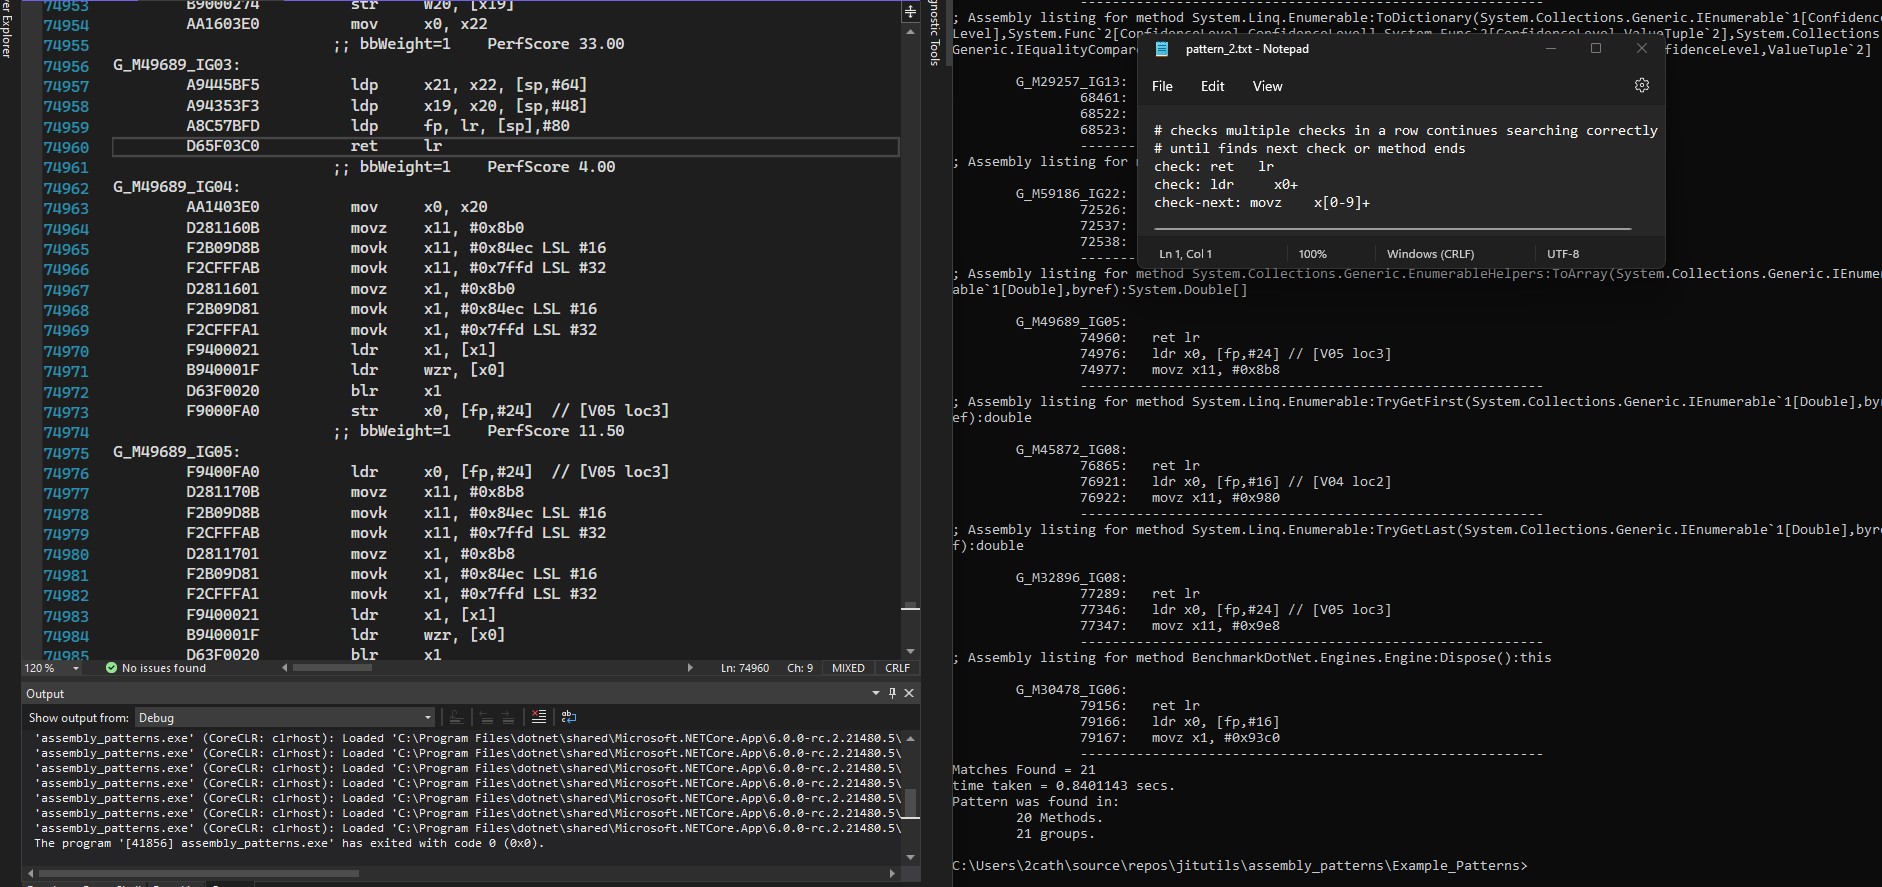 ver Explorer
74953 B9000274 str w20, [x19]
74954 AA1603E0 mov x0, x22
74955 ;; bbWeight=1 PerfScore 33.00
74956 G_M49689_IG03:
74957 A9445BF5 ldp x21, x22, [sp,#64]
74958 A94353F3 ldp x19, x20, [sp,#48]
74959 A8C57BFD ldp fp, lr, [sp],#80
74960 D65F03C0 ret lr
74961 ;; bbWeight=1 PerfScore 4.00
74962 G_M49689_IG04:
74963 AA1403E0 mov x0, x20
74964 D281160B movz x11, #0x8b0
74965 F2B09D8B movk x11, #0x84ec LSL #16
74966 F2CFFFAB movk x11, #0x7ffd LSL #32
74967 D2811601 movz x1, #0x8b0
74968 F2B09D81 movk x1, #0x84ec LSL #16
74969 F2CFFFA1 movk x1, #0x7ffd LSL #32
74970 F9400021 ldr x1, [x1]
74971 B940001F ldr wzr, [x0]
74972 D63F0020 blr x1
74973 F9000FA0 str x0, [fp,#24] // [V05 loc3]
74974 ;; bbWeight=1 PerfScore 11.50
74975 G_M49689_IG05:
74976 F9400FA0 ldr x0, [fp,#24] // [V05 loc3]
74977 D281170B movz x11, #0x8b8
74978 F2B09D8B movk x11, #0x84ec LSL #16
74979 F2CFFFAB movk x11, #0x7ffd LSL #32
74980 D2811701 movz x1, #0x8b8
74981 F2B09D81 movk x1, #0x84ec LSL #16
74982 F2CFFFA1 movk x1, #0x7ffd LSL #32
74983 F9400021 ldr x1, [x1]
74984 B940001F ldr wzr, [x0]
74985 D63F0020 blr x1
120 % No issues found Ln: 74960 Ch: 9 MIXED CRLF
Output
Show output from: Debug
'assembly_patterns.exe' (CoreCLR: clrhost): Loaded 'C:\Program Files\dotnet\shared\Microsoft.NETCore.App\6.0.0-rc.2.21480.5\
'assembly_patterns.exe' (CoreCLR: clrhost): Loaded 'C:\Program Files\dotnet\shared\Microsoft.NETCore.App\6.0.0-rc.2.21480.5\
'assembly_patterns.exe' (CoreCLR: clrhost): Loaded 'C:\Program Files\dotnet\shared\Microsoft.NETCore.App\6.0.0-rc.2.21480.5\
'assembly_patterns.exe' (CoreCLR: clrhost): Loaded 'C:\Program Files\dotnet\shared\Microsoft.NETCore.App\6.0.0-rc.2.21480.5\
'assembly_patterns.exe' (CoreCLR: clrhost): Loaded 'C:\Program Files\dotnet\shared\Microsoft.NETCore.App\6.0.0-rc.2.21480.5\
'assembly_patterns.exe' (CoreCLR: clrhost): Loaded 'C:\Program Files\dotnet\shared\Microsoft.NETCore.App\6.0.0-rc.2.21480.5\
'assembly_patterns.exe' (CoreCLR: clrhost): Loaded 'C:\Program Files\dotnet\shared\Microsoft.NETCore.App\6.0.0-rc.2.21480.5\
The program '[41856] assembly_patterns.exe' has exited with code 0 (0x0).
gnostic Tools
-----------------------------------------------------------
; Assembly listing for method System.Linq.Enumerable:ToDictionary(System.Collections.Generic.IEnumerable`1[Confidence
Level],System.Func`2[ConfidenceLevel,ConfidenceLevel],System.Func`2[ConfidenceLevel,ValueTuple`2],System.Collections
Generic.IEqualityCompare fidenceLevel,ValueTuple`2]
G_M29257_IG13:
68461:
68522:
68523:
; Assembly listing for m
G_M59186_IG22:
72526:
72537:
72538:
pattern_2.txt - Notepad
File Edit View
# checks multiple checks in a row continues searching correctly
# until finds next check or method ends
check: ret lr
check: ldr x0+
check-next: movz x[0-9]+
Ln 1, Col 1 100% Windows (CRLF) UTF-8
; Assembly listing for method System.Collections.Generic.EnumerableHelpers:ToArray(System.Collections.Generic.IEnumer
able`1[Double],byref):System.Double[]
G_M49689_IG05:
74960: ret lr
74976: ldr x0, [fp,#24] // [V05 loc3]
74977: movz x11, #0x8b8
-----------------------------------------------------------
; Assembly listing for method System.Linq.Enumerable:TryGetFirst(System.Collections.Generic.IEnumerable`1[Double],byr
ef):double
G_M45872_IG08:
76865: ret lr
76921: ldr x0, [fp,#16] // [V04 loc2]
76922: movz x11, #0x980
-----------------------------------------------------------
; Assembly listing for method System.Linq.Enumerable:TryGetLast(System.Collections.Generic.IEnumerable`1[Double],byre
f):double
G_M32896_IG08:
77289: ret lr
77346: ldr x0, [fp,#24] // [V05 loc3]
77347: movz x11, #0x9e8
-----------------------------------------------------------
; Assembly listing for method BenchmarkDotNet.Engines.Engine:Dispose():this
G_M30478_IG06:
79156: ret lr
79166: ldr x0, [fp,#16]
79167: movz x1, #0x93c0
-----------------------------------------------------------
Matches Found = 21
time taken = 0.8401143 secs.
Pattern was found in:
20 Methods.
21 groups.
C:\Users\2cath\source\repos\jitutils\assembly_patterns\Example_Patterns>